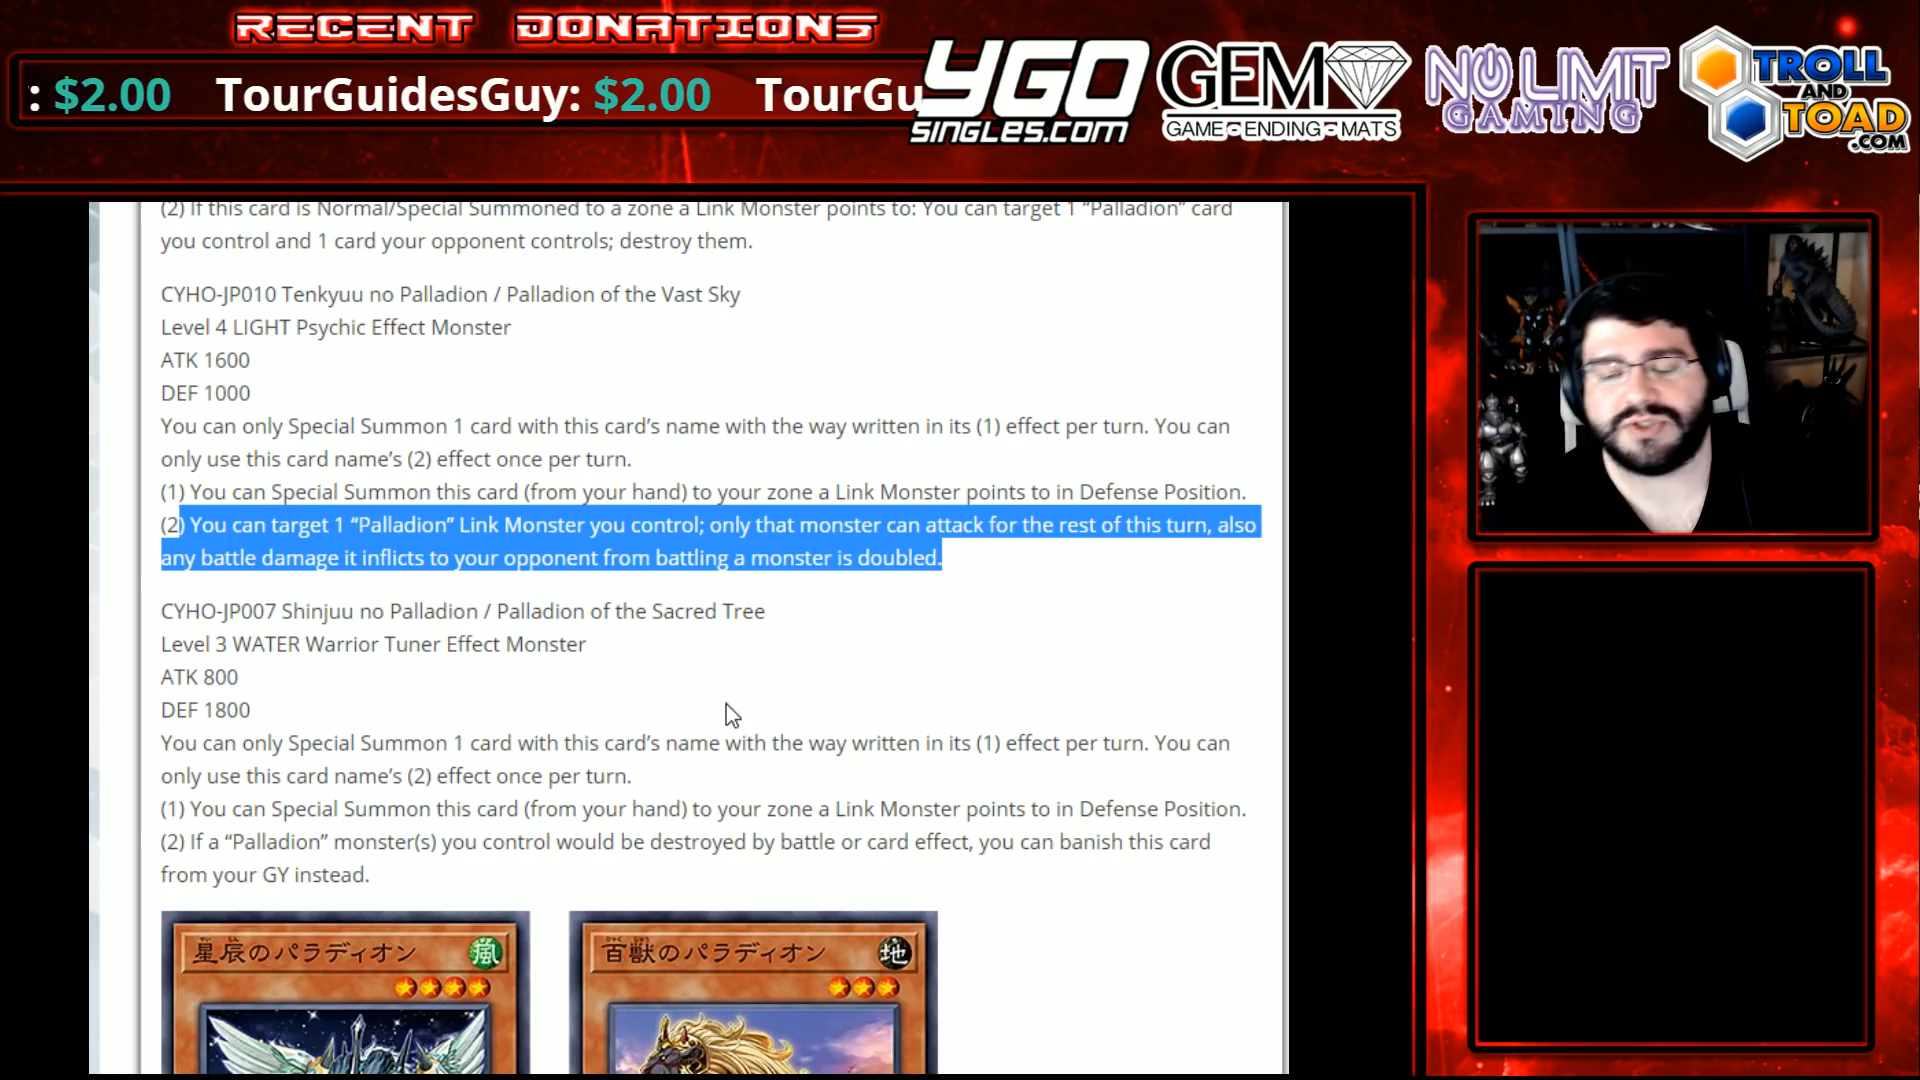 RECENT DONATIONS
: $2.00 TourGuidesGuy: $2.00 TourGu
YGO
SINGLES.COM
GEM
GAME-ENDING-MATS
NO LIMIT
GAMING
TROLL
AND
TOAD
.COM
(2) If this card is Normal/Special Summoned to a zone a Link Monster points to: You can target 1 “Palladion” card
you control and 1 card your opponent controls; destroy them.
CYHO-JP010 Tenkyuu no Palladion / Palladion of the Vast Sky
Level 4 LIGHT Psychic Effect Monster
ATK 1600
DEF 1000
You can only Special Summon 1 card with this card’s name with the way written in its (1) effect per turn. You can
only use this card name’s (2) effect once per turn.
(1) You can Special Summon this card (from your hand) to your zone a Link Monster points to in Defense Position.
(2) You can target 1 “Palladion” Link Monster you control; only that monster can attack for the rest of this turn, also
any battle damage it inflicts to your opponent from battling a monster is doubled.
CYHO-JP007 Shinjuu no Palladion / Palladion of the Sacred Tree
Level 3 WATER Warrior Tuner Effect Monster
ATK 800
DEF 1800
You can only Special Summon 1 card with this card’s name with the way written in its (1) effect per turn. You can
only use this card name’s (2) effect once per turn.
(1) You can Special Summon this card (from your hand) to your zone a Link Monster points to in Defense Position.
(2) If a “Palladion” monster(s) you control would be destroyed by battle or card effect, you can banish this card
from your GY instead.
星辰のパラディオン 風
百獣のパラディオン 地